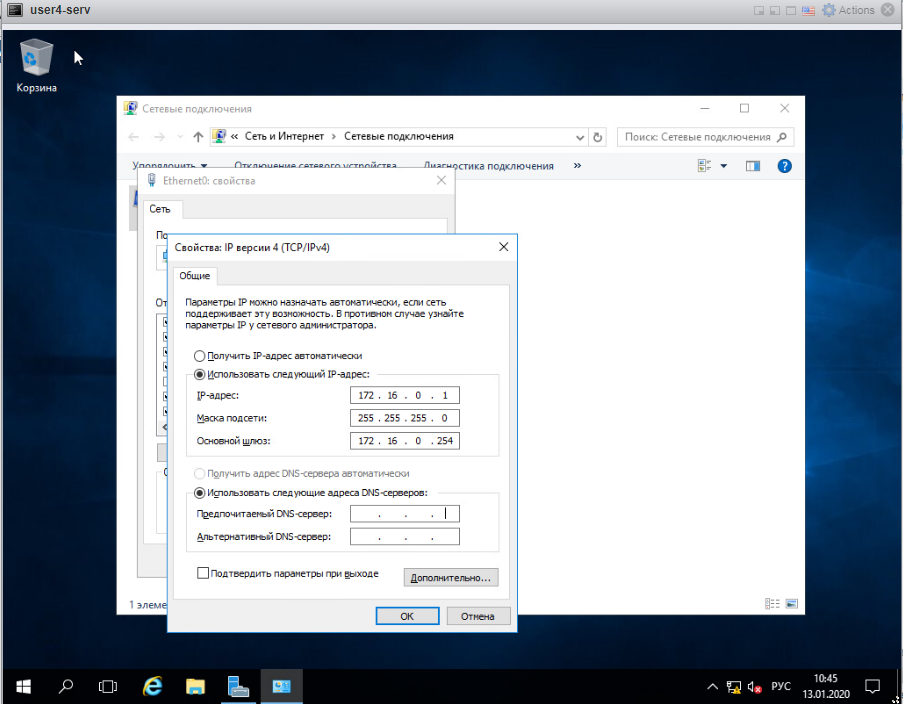 user4-serv
Actions
Корзина
Сетевые подключения
« Сеть и Интернет › Сетевые подключения
Поиск: Сетевые подключения
Упорядочить Отключение сетевого устройства Диагностика подключения »
Ethernet0: свойства
Сеть
Свойства: IP версии 4 (TCP/IPv4)
Общие
Параметры IP можно назначать автоматически, если сеть
поддерживает эту возможность. В противном случае узнайте
параметры IP у сетевого администратора.
Получить IP-адрес автоматически
Использовать следующий IP-адрес:
IP-адрес: 172 . 16 . 0 . 1
Маска подсети: 255 . 255 . 255 . 0
Основной шлюз: 172 . 16 . 0 . 254
Получить адрес DNS-сервера автоматически
Использовать следующие адреса DNS-серверов:
Предпочитаемый DNS-сервер: . . .
Альтернативный DNS-сервер: . . .
Подтвердить параметры при выходе
Дополнительно...
ОК Отмена
РУС
10:45
13.01.2020